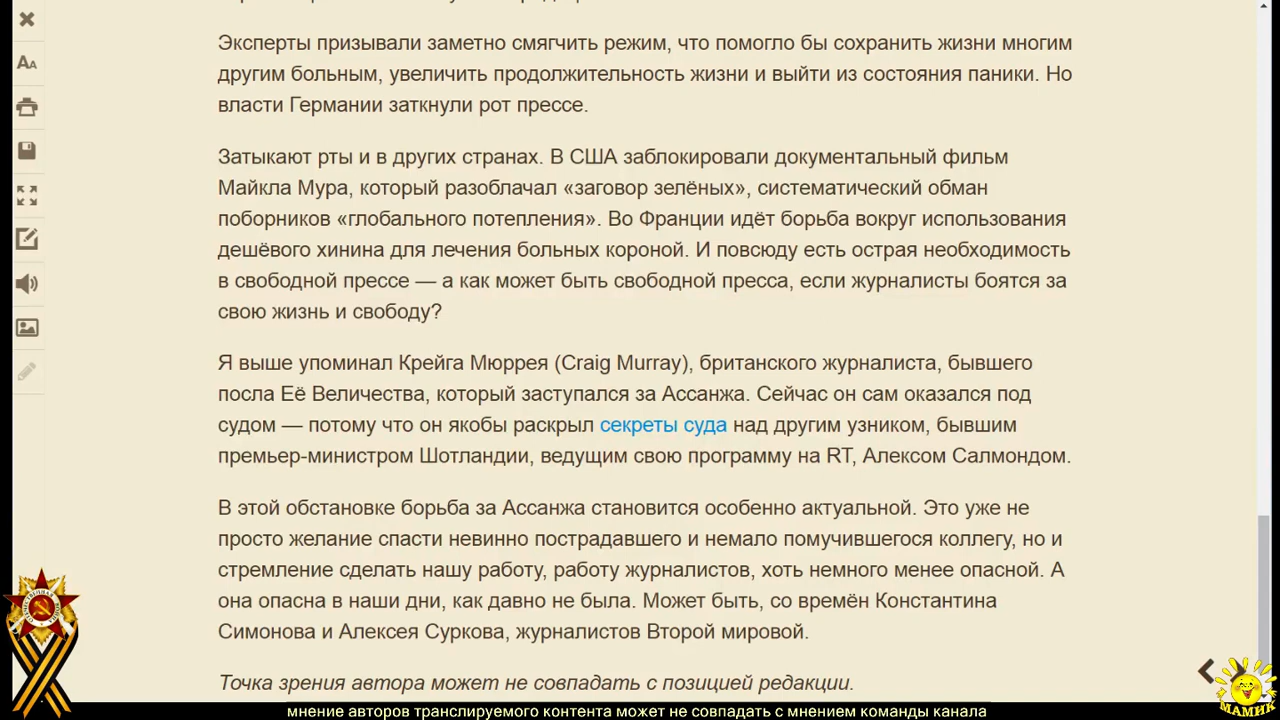 Эксперты призывали заметно смягчить режим, что помогло бы сохранить жизни многим
другим больным, увеличить продолжительность жизни и выйти из состояния паники. Но
власти Германии заткнули рот прессе.
Затыкают рты и в других странах. В США заблокировали документальный фильм
Майкла Мура, который разоблачал «заговор зелёных», систематический обман
поборников «глобального потепления». Во Франции идёт борьба вокруг использования
дешёвого хинина для лечения больных короной. И повсюду есть острая необходимость
в свободной прессе — а как может быть свободной пресса, если журналисты боятся за
свою жизнь и свободу?
Я выше упоминал Крейга Мюррея (Craig Murray), британского журналиста, бывшего
посла Её Величества, который заступался за Ассанжа. Сейчас он сам оказался под
судом — потому что он якобы раскрыл секреты суда над другим узником, бывшим
премьер-министром Шотландии, ведущим свою программу на RT, Алексом Салмондом.
В этой обстановке борьба за Ассанжа становится особенно актуальной. Это уже не
просто желание спасти невинно пострадавшего и немало помучившегося коллегу, но и
стремление сделать нашу работу, работу журналистов, хоть немного менее опасной. А
она опасна в наши дни, как давно не была. Может быть, со времён Константина
Симонова и Алексея Суркова, журналистов Второй мировой.
Точка зрения автора может не совпадать с позицией редакции.
МАМИК
мнение авторов транслируемого контента может не совпадать с мнением команды канала